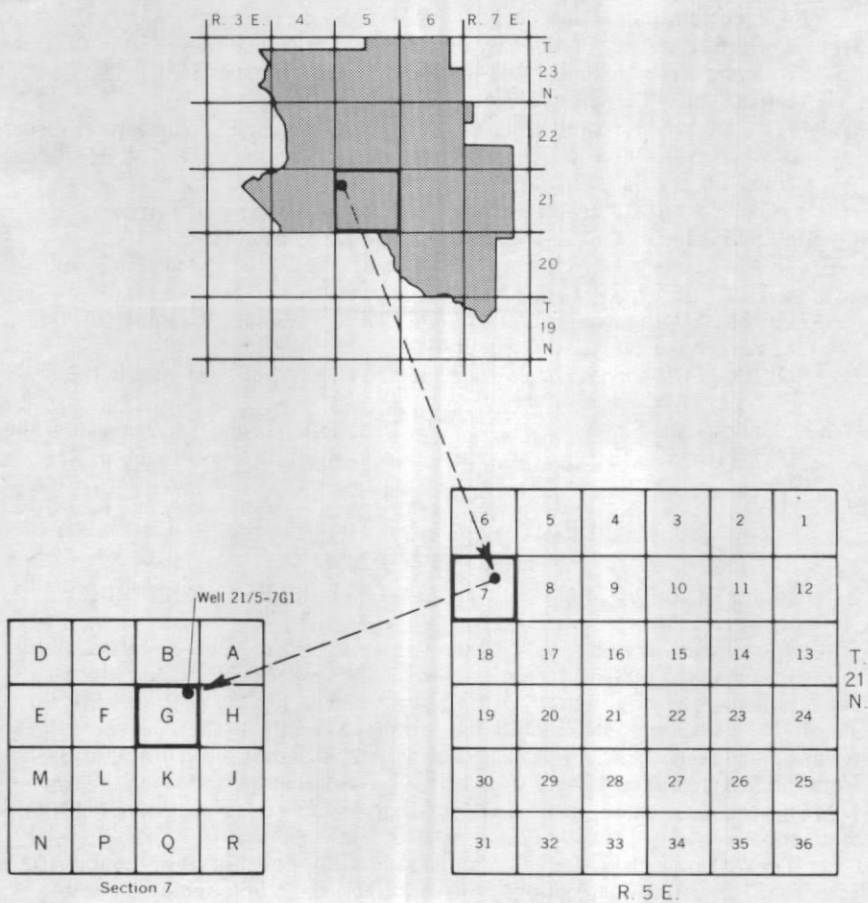 R. 3 E. 4 5 6 R. 7 E.
T.
23
N
22
21
20
T.
19
N
6 5 4 3 2 1
7 8 9 10 11 12
18 17 16 15 14 13
19 20 21 22 23 24
30 29 28 27 26 25
31 32 33 34 35 36
T.
21
N.
R. 5 E.
Well 21/5-7G1
D C B A
E F G H
M L K J
N P Q R
Section 7